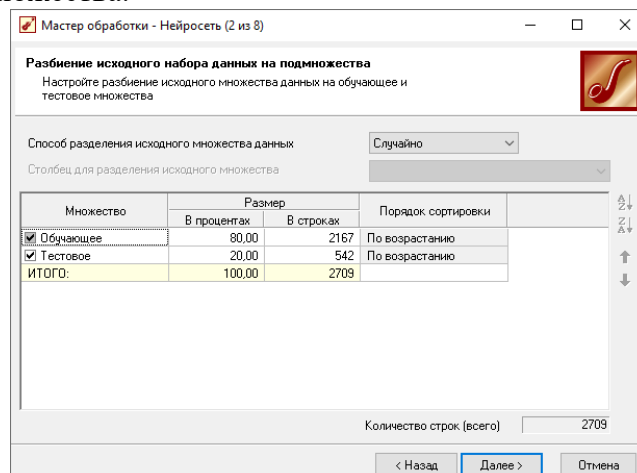 Мастер обработки - Нейросеть (2 из 8)
Разбиение исходного набора данных на подмножества
Настройте разбиение исходного множества данных на обучающее и
тестовое множества
Способ разделения исходного множества данных Случайно
Столбец для разделения исходного множества
Множество Размер Порядок сортировки
В процентах В строках
Обучающее 80,00 2167 По возрастанию
Тестовое 20,00 542 По возрастанию
ИТОГО: 100,00 2709
Количество строк (всего) 2709
< Назад Далее > Отмена